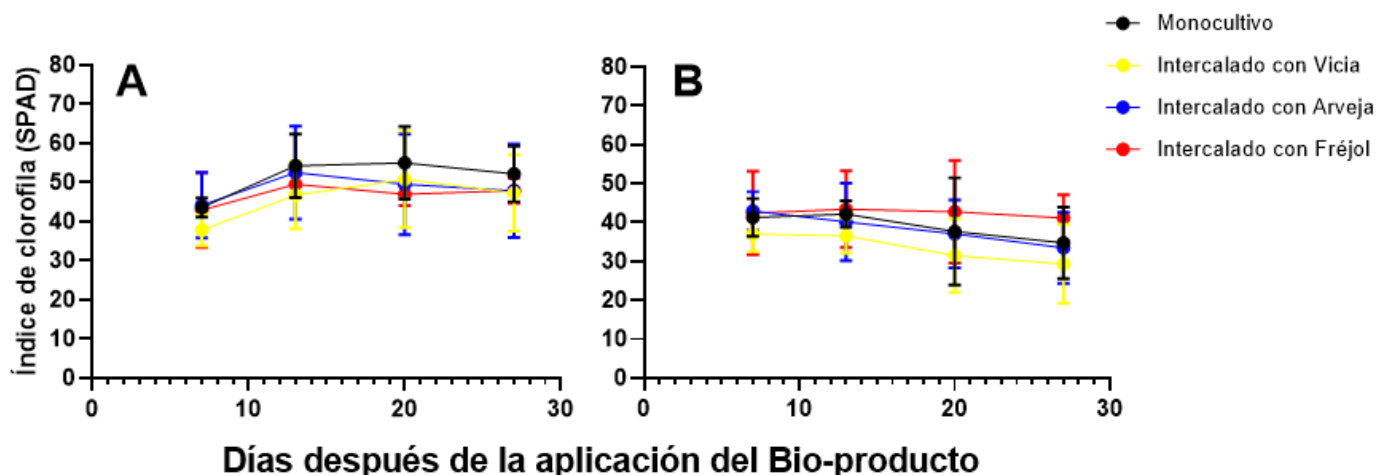 Monocultivo
Intercalado con Vicia
Intercalado con Arveja
Intercalado con Fréjol
A
B
Índice de clorofila (SPAD)
80
70
60
50
40
30
20
10
0
0 10 20 30
80
70
60
50
40
30
20
10
0
0 10 20 30
Días después de la aplicación del Bio-producto